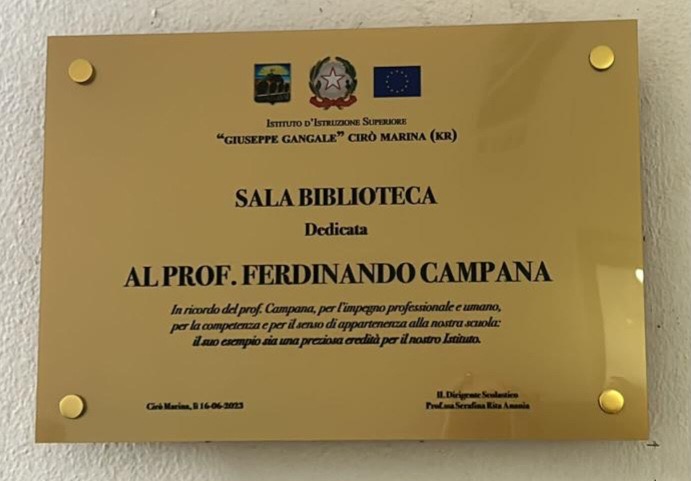 Istituto d'Istruzione Superiore
"GIUSEPPE GANGALE" CIRÒ MARINA (KR)
SALA BIBLIOTECA
Dedicata
AL PROF. FERDINANDO CAMPANA
In ricordo del prof. Campana, per l'impegno professionale e umano,
per la competenza e per il senso di appartenenza alla nostra scuola:
il suo esempio sia una preziosa eredità per il nostro Istituto.
Cirò Marina, lì 16-06-2023
IL Dirigente Scolastico
Prof.ssa Serafina Rita Anania